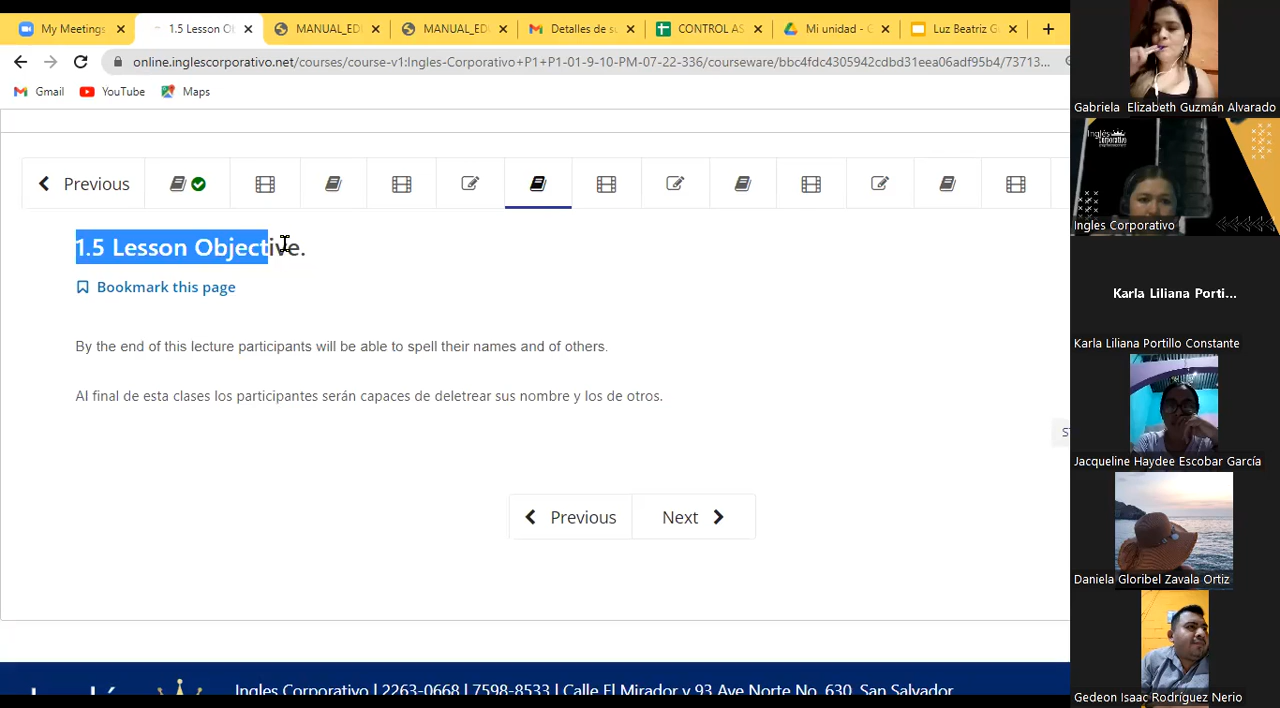 My Meetings
1.5 Lesson Ob
MANUAL_ED
MANUAL_ED
Detalles de su
CONTROL AS
Mi unidad - G
Luz Beatriz G
online.inglescorporativo.net/courses/course-v1:Ingles-Corporativo+P1+P1-01-9-10-PM-07-22-336/courseware/bbc4fdc4305942cdbd31eea06adf95b4/73713...
Gmail
YouTube
Maps
Previous
1.5 Lesson Objective.
Bookmark this page
By the end of this lecture participants will be able to spell their names and of others.
Al final de esta clases los participantes serán capaces de deletrear sus nombre y los de otros.
ST
Previous
Next
Ingles Corporativo | 2263-0668 | 7598-8533 | Calle El Mirador y 93 Ave Norte No. 630, San Salvador
Gabriela Elizabeth Guzmán Alvarado
Inglés
Corporativo
Ingles Corporativo
Karla Liliana Porti...
Karla Liliana Portillo Constante
Jacqueline Haydee Escobar García
Daniela Gloribel Zavala Ortiz
Gedeon Isaac Rodríguez Nerio